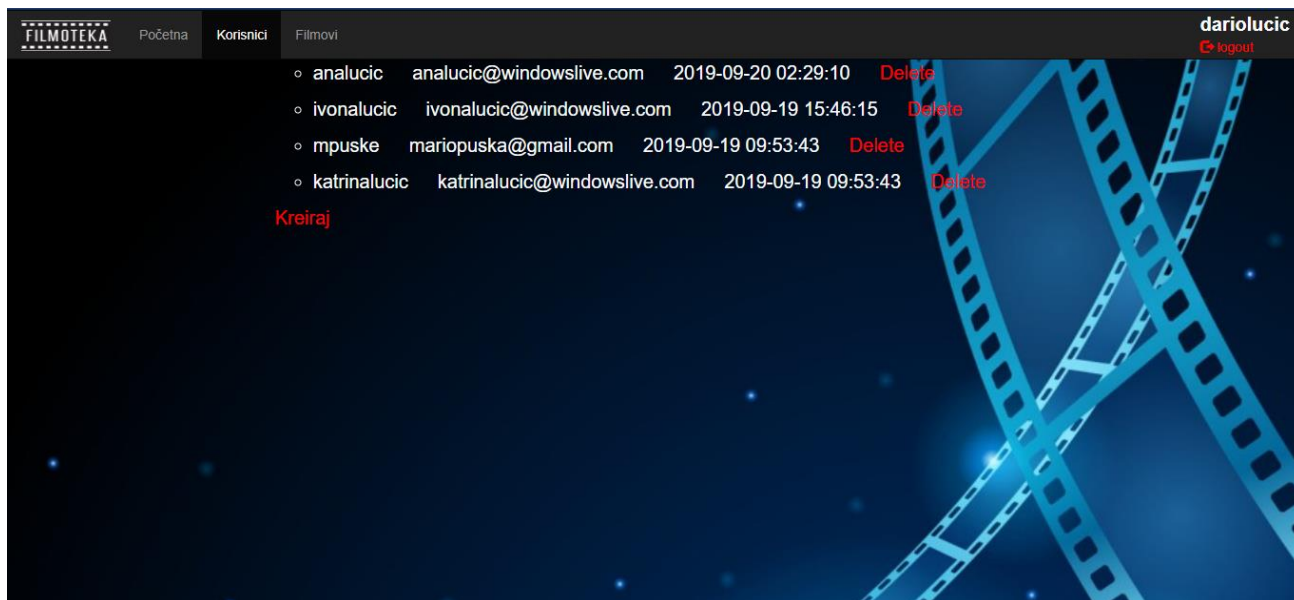 FILMOTEKA Početna Korisnici Filmovi dariolucic
logout
analucic analucic@windowslive.com 2019-09-20 02:29:10 Delete
ivonalucic ivonalucic@windowslive.com 2019-09-19 15:46:15 Delete
mpuske mariopuska@gmail.com 2019-09-19 09:53:43 Delete
katrinalucic katrinalucic@windowslive.com 2019-09-19 09:53:43 Delete
Kreiraj